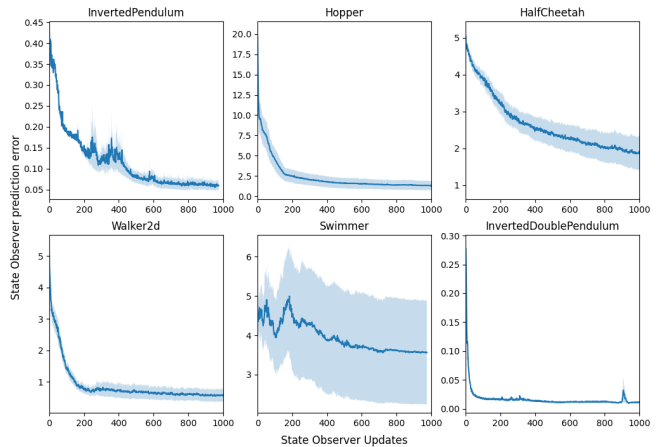 InvertedPendulum
Hopper
HalfCheetah
State Observer prediction error
0.45
0.40
0.35
0.30
0.25
0.20
0.15
0.10
0.05
0 200 400 600 800 1000
20.0
17.5
15.0
12.5
10.0
7.5
5.0
2.5
0.0
0 200 400 600 800 1000
5
4
3
2
1
0 200 400 600 800 1000
Walker2d
Swimmer
InvertedDoublePendulum
5
4
3
2
1
0 200 400 600 800 1000
6
5
4
3
0 200 400 600 800 1000
0.30
0.25
0.20
0.15
0.10
0.05
0.00
0 200 400 600 800 1000
State Observer Updates